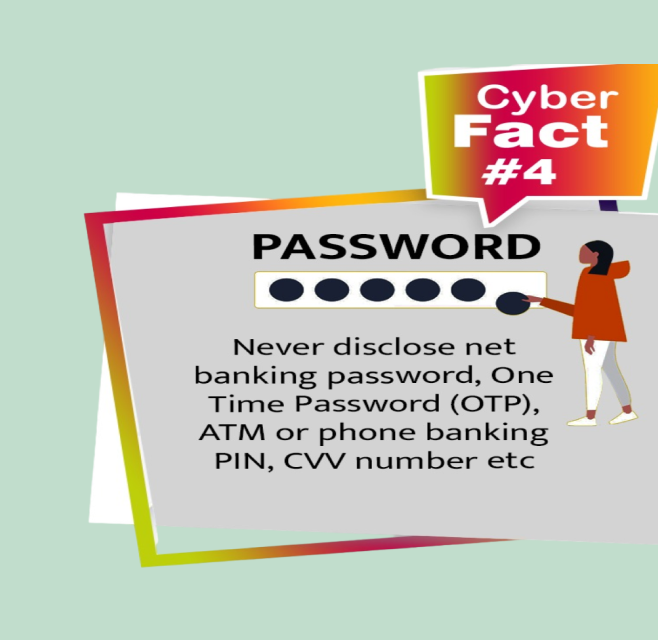 Cyber
Fact
#4
PASSWORD
Never disclose net
banking password, One
Time Password (OTP),
ATM or phone banking
PIN, CVV number etc